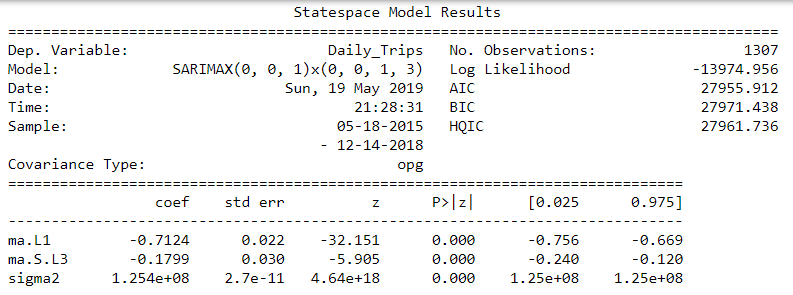 Statespace Model Results
==============================================================================
Dep. Variable: Daily_Trips No. Observations: 1307
Model: SARIMAX(0, 0, 1)x(0, 0, 1, 3) Log Likelihood -13974.956
Date: Sun, 19 May 2019 AIC 27955.912
Time: 21:28:31 BIC 27971.438
Sample: 05-18-2015 HQIC 27961.736
- 12-14-2018
Covariance Type: opg
==============================================================================
coef std err z P>|z| [0.025 0.975]
------------------------------------------------------------------------------
ma.L1 -0.7124 0.022 -32.151 0.000 -0.756 -0.669
ma.S.L3 -0.1799 0.030 -5.905 0.000 -0.240 -0.120
sigma2 1.254e+08 2.7e-11 4.64e+18 0.000 1.25e+08 1.25e+08